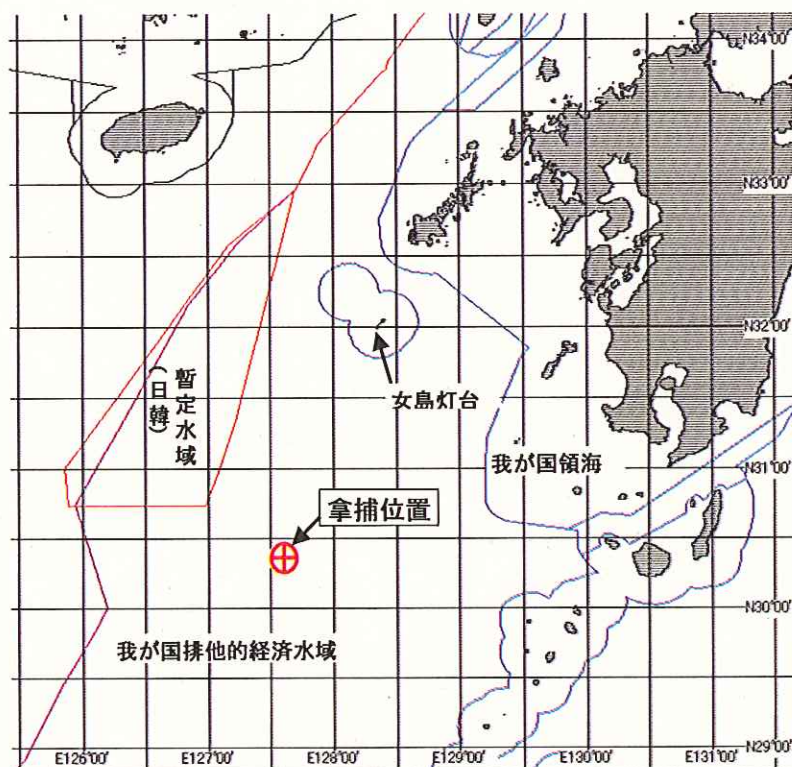 N34°00'
N33°00'
N32°00'
女島灯台
暫定水域
(日韓)
我が国領海
N31°00'
拿捕位置
N30°00'
我が国排他的経済水域
N29°00'
E126°00'
E127°00'
E128°00'
E129°00'
E130°00'
E131°00'